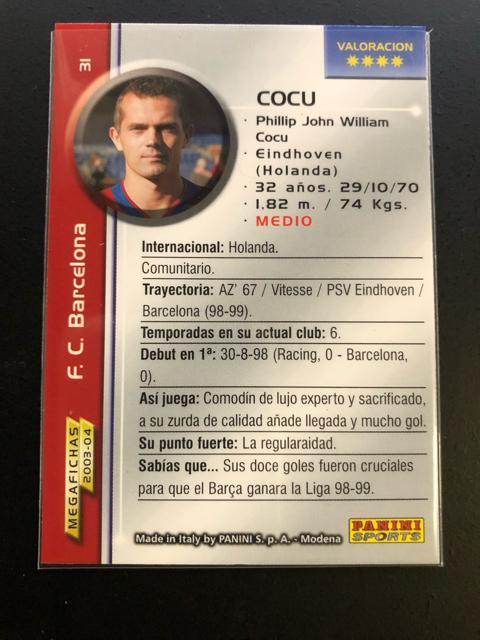 31
VALORACION
COCU
· Phillip John William
Cocu
· Eindhoven
(Holanda)
· 32 años. 29/10/70
· 1.82 m. / 74 Kgs.
· MEDIO
F. C. Barcelona
Internacional: Holanda.
Comunitario.
Trayectoria: AZ' 67 / Vitesse / PSV Eindhoven /
Barcelona (98-99).
Temporadas en su actual club: 6.
Debut en 1ª: 30-8-98 (Racing, 0 - Barcelona,
0).
Así juega: Comodín de lujo experto y sacrificado,
a su zurda de calidad añade llegada y mucho gol.
Su punto fuerte: La regularaidad.
Sabías que... Sus doce goles fueron cruciales
para que el Barça ganara la Liga 98-99.
MEGAFICHAS
2003-04
Made in Italy by PANINI S. p. A. - Modena
PANINI
SPORTS